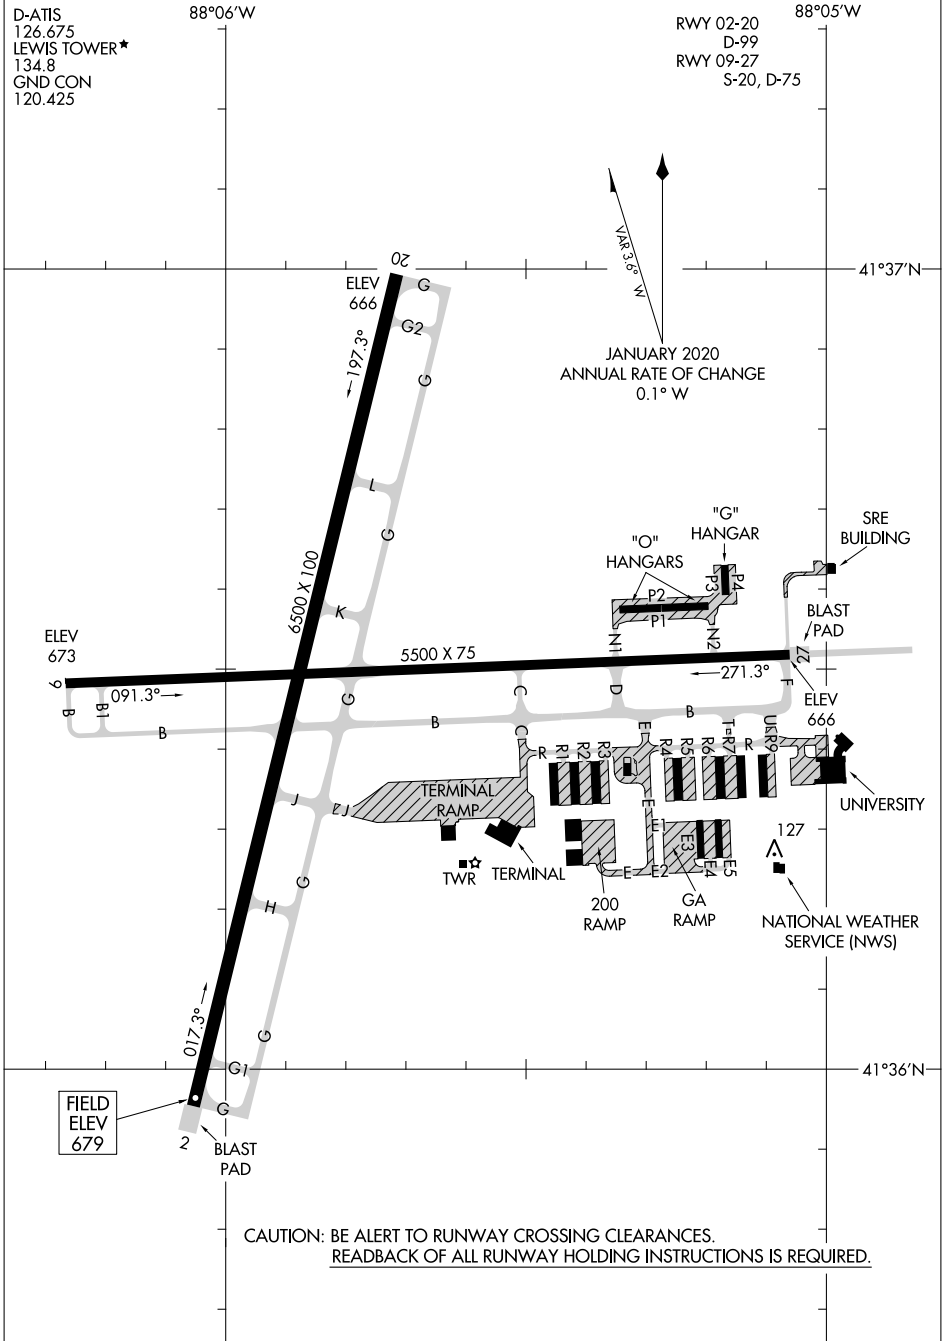 D-ATIS
126.675
LEWIS TOWER★
134.8
GND CON
120.425
88°06'W
88°05'W
RWY 02-20
D-99
RWY 09-27
S-20, D-75
VAR 3.6° W
JANUARY 2020
ANNUAL RATE OF CHANGE
0.1° W
41°37'N
20
ELEV
666
G
G2
197.3°
G
L
G
6500 X 100
K
"G"
HANGAR
"O"
HANGARS
SRE
BUILDING
P2
P1
P3
P4
N1
N2
BLAST
PAD
27
ELEV
673
9
091.3°
5500 X 75
271.3°
ELEV
666
B
B1
B
G
B
C
D
B
F
C
E
R
R1
R2
R3
R4
R5
R6
R7
R
R9
J
J
TERMINAL
RAMP
UNIVERSITY
E
E1
E3
E
E2
E4
E5
127
TWR
TERMINAL
200
RAMP
GA
RAMP
NATIONAL WEATHER
SERVICE (NWS)
G
H
017.3°
G
G1
G
41°36'N
FIELD
ELEV
679
2
BLAST
PAD
CAUTION: BE ALERT TO RUNWAY CROSSING CLEARANCES.
READBACK OF ALL RUNWAY HOLDING INSTRUCTIONS IS REQUIRED.